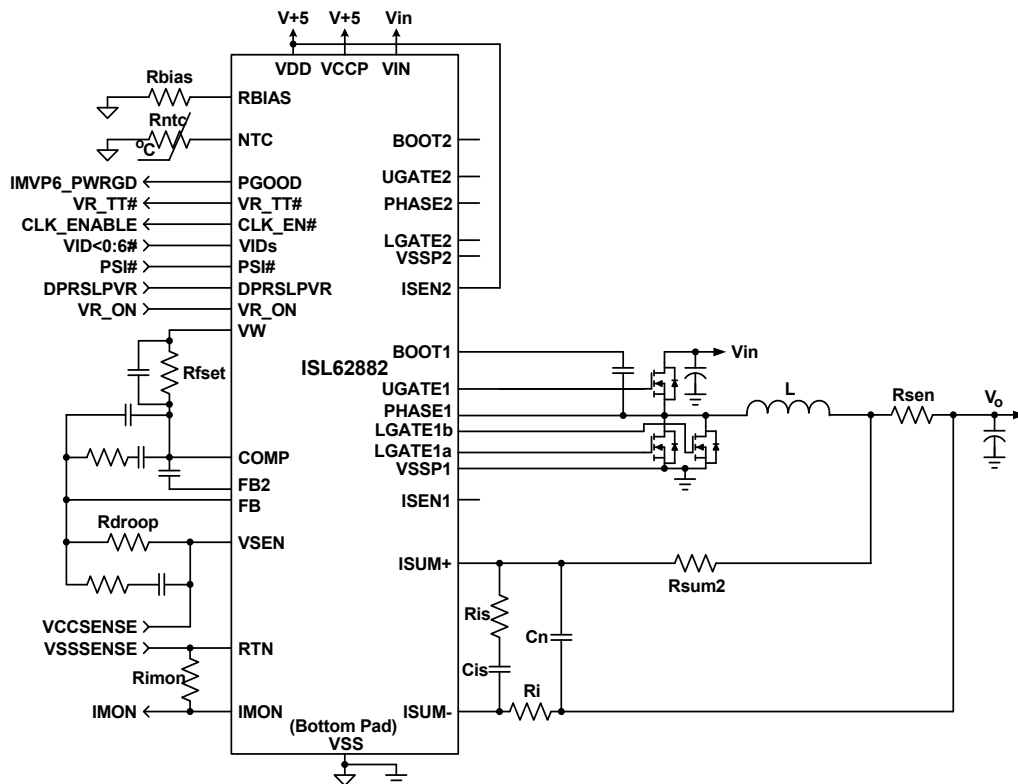 V+5 V+5 Vin
VDD VCCP VIN
Rbias
RBIAS
Rntc
°C
NTC
BOOT2
UGATE2
IMVP6_PWRGD PGOOD
VR_TT# VR_TT#
PHASE2
CLK_ENABLE CLK_EN#
VID<0:6# VIDs
LGATE2
VSSP2
PSI# PSI#
DPRSLPVR DPRSLPVR
ISEN2
VR_ON VR_ON
VW
BOOT1
Vin
Rfset
ISL62882
UGATE1
L
Rsen
Vo
PHASE1
LGATE1b
LGATE1a
COMP
VSSP1
FB2
FB
ISEN1
Rdroop
VSEN
ISUM+
Rsum2
Ris
Cn
VCCSENSE
VSSSENSE RTN
Rimon
Cis
Ri
IMON IMON
ISUM-
(Bottom Pad)
VSS